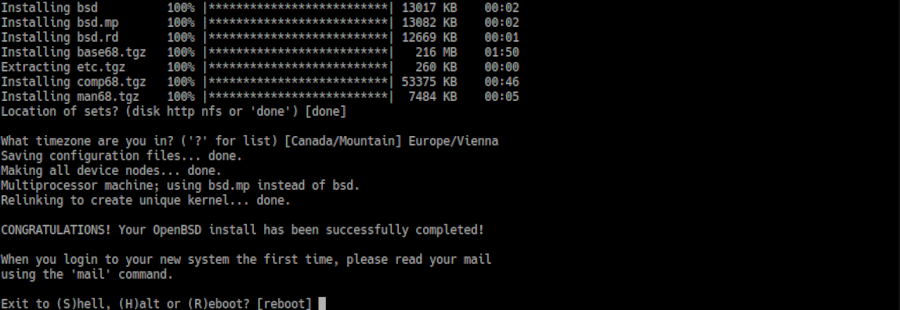 Installing bsd          100% |**************************| 13017 KB    00:02
Installing bsd.mp       100% |**************************| 13082 KB    00:02
Installing bsd.rd       100% |**************************| 12669 KB    00:01
Installing base68.tgz   100% |**************************|   216 MB    01:50
Extracting etc.tgz      100% |**************************|   260 KB    00:00
Installing comp68.tgz   100% |**************************| 53375 KB    00:46
Installing man68.tgz    100% |**************************|  7484 KB    00:05
Location of sets? (disk http nfs or 'done') [done]
What timezone are you in? ('?' for list) [Canada/Mountain] Europe/Vienna
Saving configuration files... done.
Making all device nodes... done.
Multiprocessor machine; using bsd.mp instead of bsd.
Relinking to create unique kernel... done.
CONGRATULATIONS! Your OpenBSD install has been successfully completed!
When you login to your new system the first time, please read your mail
using the 'mail' command.
Exit to (S)hell, (H)alt or (R)eboot? [reboot]